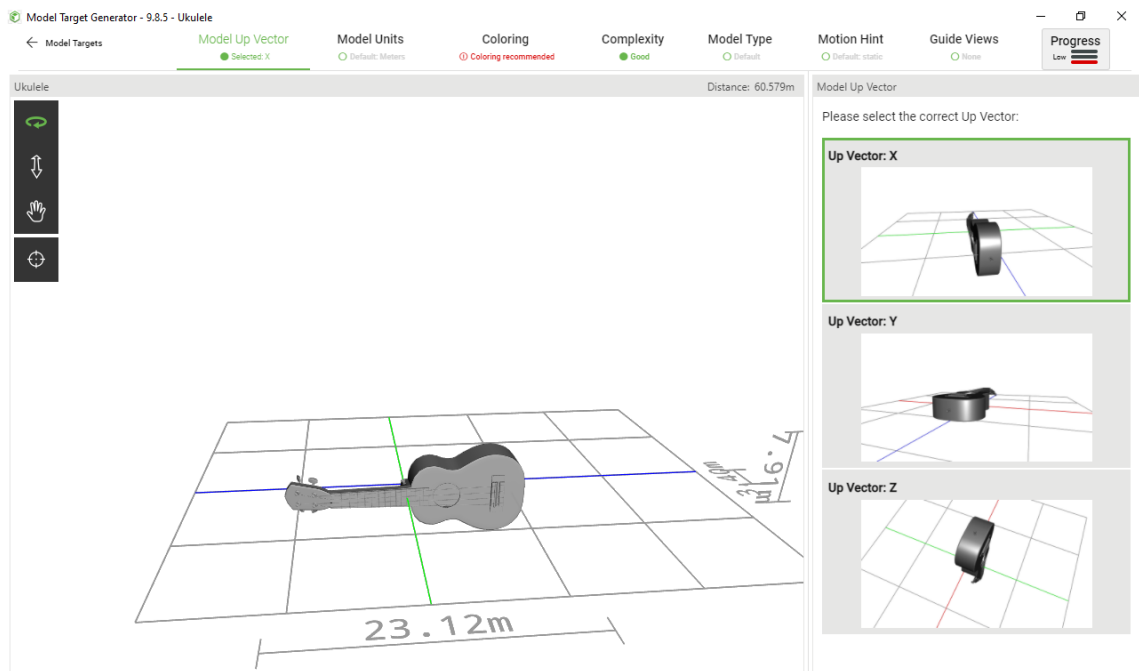 Model Target Generator - 9.8.5 - Ukulele
Model Targets
Model Up Vector
Selected: X
Model Units
Default: Meters
Coloring
Coloring recommended
Complexity
Good
Model Type
Default
Motion Hint
Default: static
Guide Views
None
Progress
Low
Ukulele
Distance: 60.579m
Model Up Vector
Please select the correct Up Vector:
Up Vector: X
Up Vector: Y
Up Vector: Z
23.12m